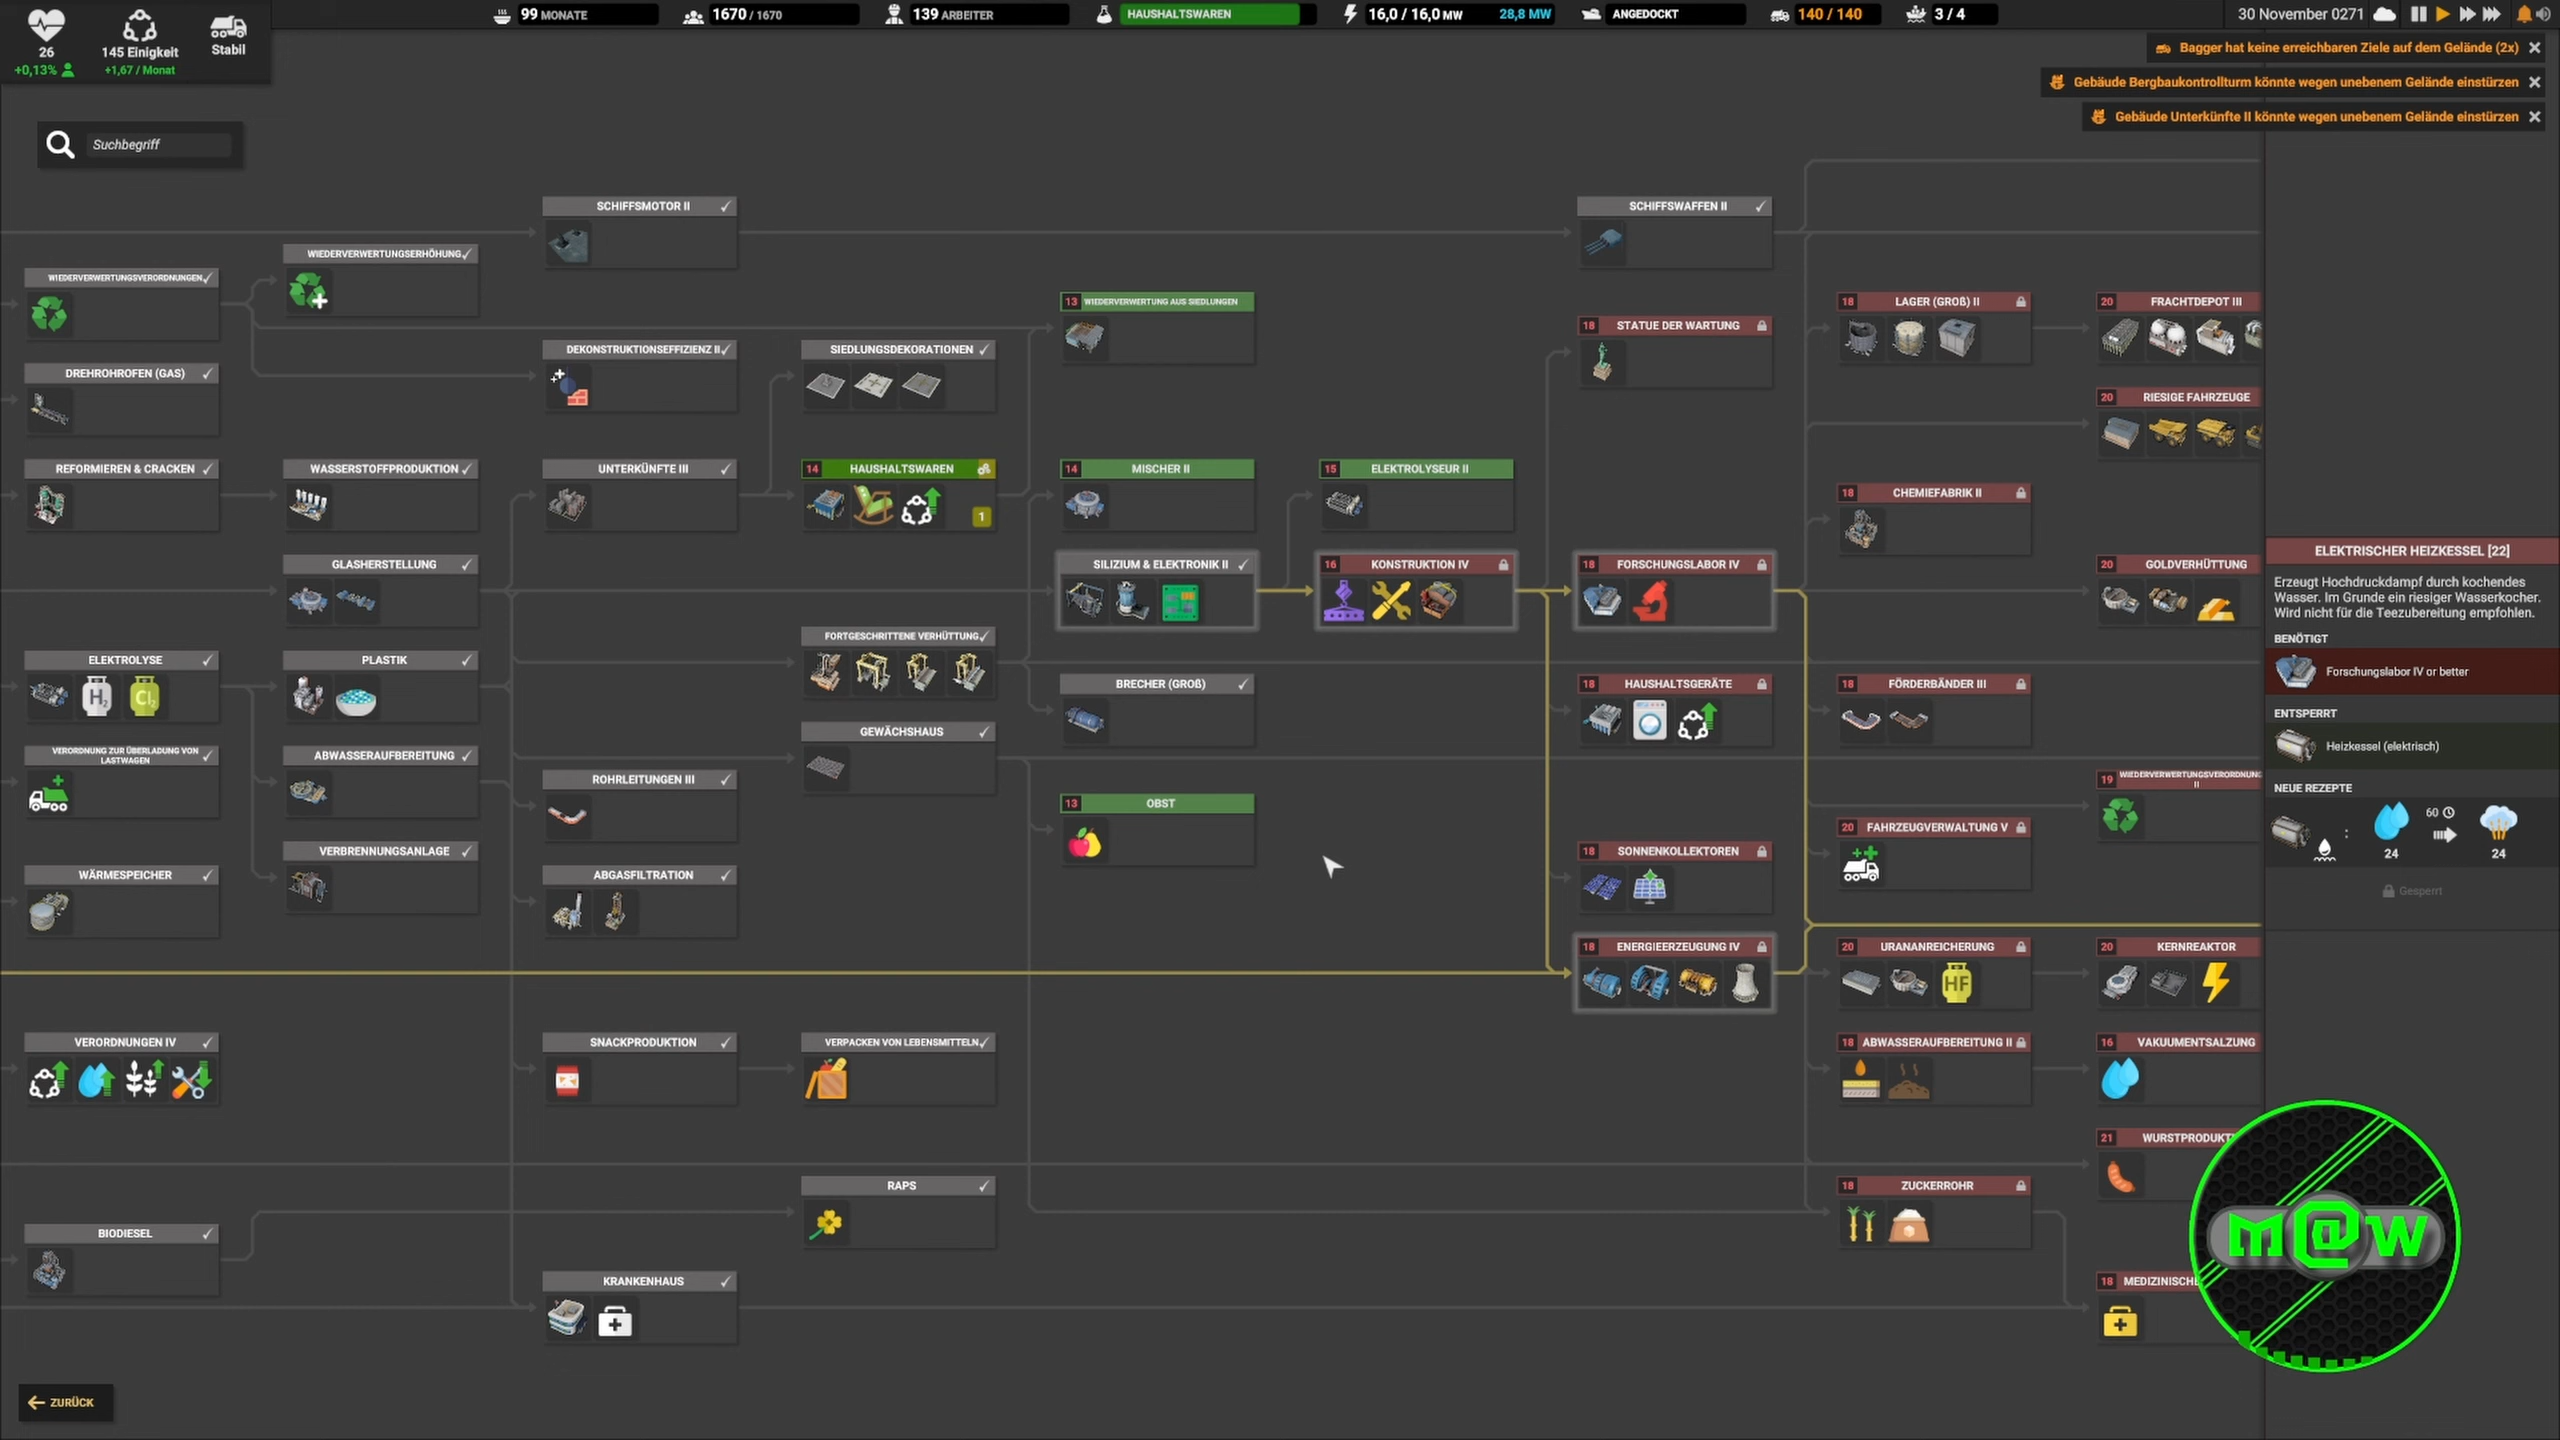 26
+0,13%
145 Einigkeit
+1,67 / Monat
Stabil
99 MONATE
1670 / 1670
139 ARBEITER
HAUSHALTSWAREN
16,0 / 16,0 MW
28,8 MW
ANGEDOCKT
140 / 140
3 / 4
30 November 0271
Bagger hat keine erreichbaren Ziele auf dem Gelände (2x)
Gebäude Bergbaukontrollturm könnte wegen unebenem Gelände einstürzen
Gebäude Unterkünfte II könnte wegen unebenem Gelände einstürzen
Suchbegriff
WIEDERVERWERTUNGSVERORDNUNGEN
DREHROHROFEN (GAS)
REFORMIEREN & CRACKEN
ELEKTROLYSE
H2
Cl2
VERORDNUNG ZUR ÜBERLADUNG VON
LASTWAGEN
WÄRMESPEICHER
VERORDNUNGEN IV
BIODIESEL
WIEDERVERWERTUNGSERHÖHUNG
WASSERSTOFFPRODUKTION
GLASHERSTELLUNG
PLASTIK
ABWASSERAUFBEREITUNG
VERBRENNUNGSANLAGE
SCHIFFSMOTOR II
DEKONSTRUKTIONSEFFIZIENZ II
UNTERKÜNFTE III
ROHRLEITUNGEN III
ABGASFILTRATION
SNACKPRODUKTION
KRANKENHAUS
SIEDLUNGSDEKORATIONEN
14 HAUSHALTSWAREN
1
FORTGESCHRITTENE VERHÜTTUNG
GEWÄCHSHAUS
VERPACKEN VON LEBENSMITTELN
RAPS
13 WIEDERVERWERTUNG AUS SIEDLUNGEN
14 MISCHER II
SILIZIUM & ELEKTRONIK II
BRECHER (GROß)
13 OBST
15 ELEKTROLYSEUR II
16 KONSTRUKTION IV
SCHIFFSWAFFEN II
18 STATUE DER WARTUNG
18 FORSCHUNGSLABOR IV
18 HAUSHALTSGERÄTE
18 SONNENKOLLEKTOREN
18 ENERGIEERZEUGUNG IV
18 LAGER (GROß) II
18 CHEMIEFABRIK II
18 FÖRDERBÄNDER III
20 FAHRZEUGVERWALTUNG V
20 URANANREICHERUNG
HF
18 ABWASSERAUFBEREITUNG II
18 ZUCKERROHR
20 FRACHTDEPOT III
20 RIESIGE FAHRZEUGE
20 GOLDVERHÜTTUNG
19 WIEDERVERWERTUNGSVERORDNUNG
II
20 KERNREAKTOR
16 VAKUUMENTSALZUNG
21 WURSTPRODUKT
18 MEDIZINISCHE
ELEKTRISCHER HEIZKESSEL [22]
Erzeugt Hochdruckdampf durch kochendes
Wasser. Im Grunde ein riesiger Wasserkocher.
Wird nicht für die Teezubereitung empfohlen.
BENÖTIGT
Forschungslabor IV or better
ENTSPERRT
Heizkessel (elektrisch)
NEUE REZEPTE
:
60
24
24
Gesperrt
m@w
ZURÜCK